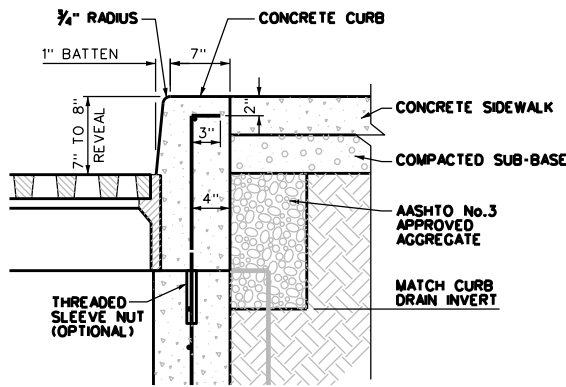 ¾" RADIUS
CONCRETE CURB
1" BATTEN
7"
7" TO 8"
REVEAL
2"
3"
4"
CONCRETE SIDEWALK
COMPACTED SUB-BASE
AASHTO No.3
APPROVED
AGGREGATE
MATCH CURB
DRAIN INVERT
THREADED
SLEEVE NUT
(OPTIONAL)